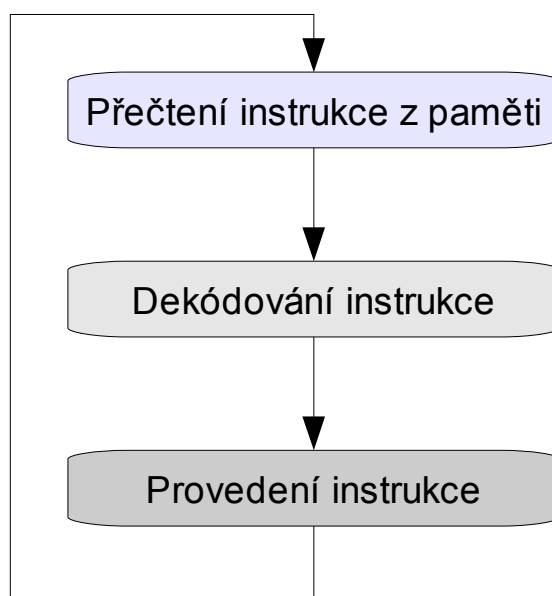 Přečtení instrukce z paměti
Dekódování instrukce
Provedení instrukce